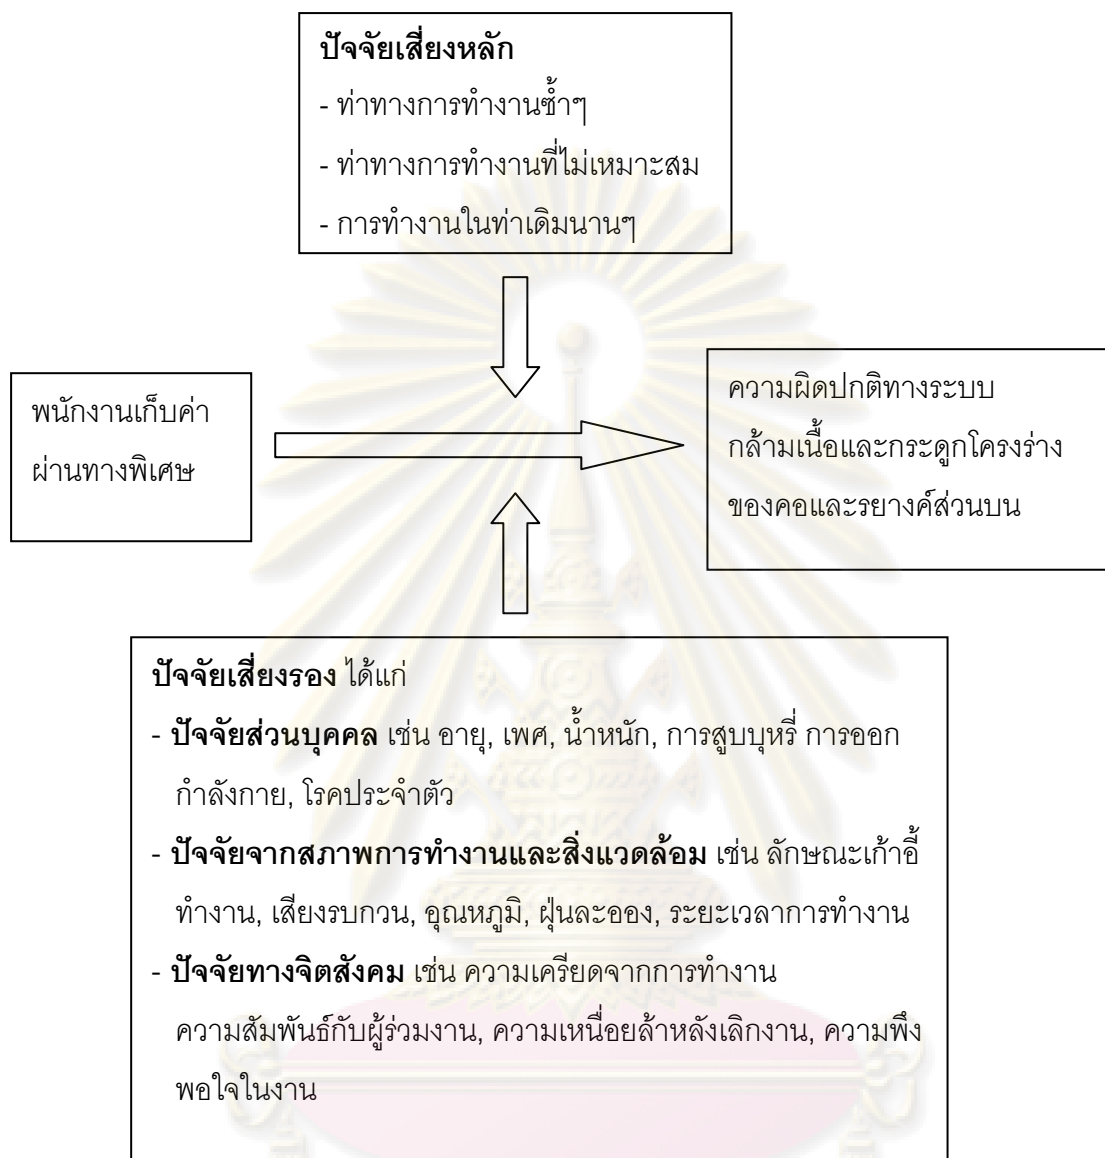 ปัจจัยเสี่ยงหลัก
- ท่าทางการทำงานซ้ำๆ
- ท่าทางการทำงานที่ไม่เหมาะสม
- การทำงานในท่าเดิมนานๆ
พนักงานเก็บค่า
ผ่านทางพิเศษ
ความผิดปกติทางระบบ
กล้ามเนื้อและกระดูกโครงร่าง
ของคอและรยางค์ส่วนบน
ปัจจัยเสี่ยงรอง ได้แก่
- ปัจจัยส่วนบุคคล เช่น อายุ, เพศ, น้ำหนัก, การสูบบุหรี่ การออก
กำลังกาย, โรคประจำตัว
- ปัจจัยจากสภาพการทำงานและสิ่งแวดล้อม เช่น ลักษณะเก้าอี้
ทำงาน, เสียงรบกวน, อุณหภูมิ, ฝุ่นละออง, ระยะเวลาการทำงาน
- ปัจจัยทางจิตสังคม เช่น ความเครียดจากการทำงาน
ความสัมพันธ์กับผู้ร่วมงาน, ความเหนื่อยล้าหลังเลิกงาน, ความพึง
พอใจในงาน